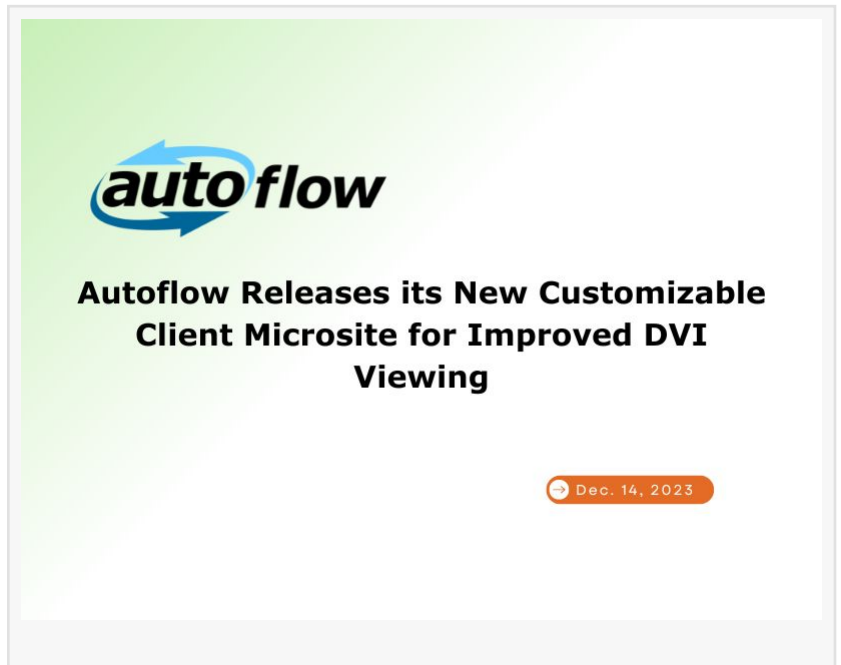 autoflow
Autoflow Releases its New Customizable
Client Microsite for Improved DVI
Viewing
Dec. 14, 2023